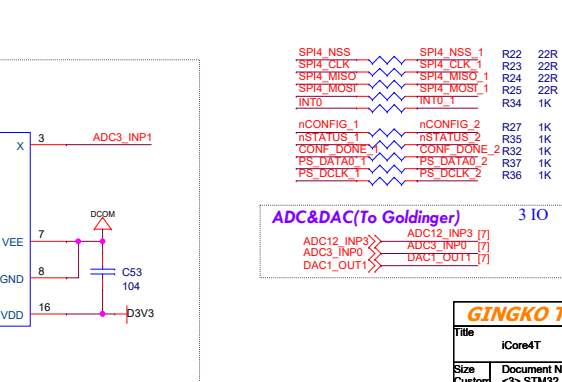 SPI4_NSS SPI4_NSS_1 R22 22R
SPI4_CLK SPI4_CLK_1 R23 22R
SPI4_MISO SPI4_MISO_1 R24 22R
SPI4_MOSI SPI4_MOSI_1 R25 22R
INT0 INT0_1 R34 1K
nCONFIG_1 nCONFIG_2 R27 1K
nSTATUS_1 nSTATUS_2 R35 1K
CONF_DONE_1 CONF_DONE_2 R32 1K
PS_DATA0_1 PS_DATA0_2 R37 1K
PS_DCLK_1 PS_DCLK_2 R36 1K
X 3 ADC3_INP1
ADC&DAC(To Goldinger) 3 IO
ADC12_INP3 ADC12_INP3 [7]
ADC3_INP0 ADC3_INP0 [7]
DAC1_OUT1 DAC1_OUT1 [7]
DCOM
VEE 7
GND 8
C53
104
VDD 16 D3V3
GINGKO T
Title
iCore4T
Size Document N
Custom <3> STM32